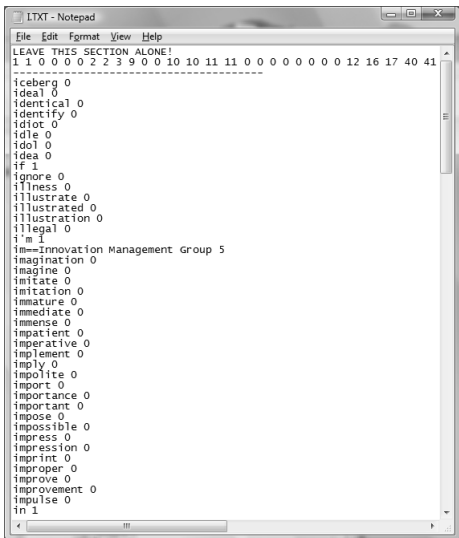 I.TXT - Notepad
File Edit Format View Help
LEAVE THIS SECTION ALONE!
1 1 0 0 0 0 2 2 3 9 0 0 10 10 11 11 0 0 0 0 0 0 0 0 12 16 17 40 41
---------------------------------------
iceberg 0
ideal 0
identical 0
identify 0
idiot 0
idle 0
idol 0
idea 0
if 1
ignore 0
illness 0
illustrate 0
illustrated 0
illustration 0
illegal 0
i'm 1
im==Innovation Management Group 5
imagination 0
imagine 0
imitate 0
imitation 0
immature 0
immediate 0
immense 0
impatient 0
imperative 0
implement 0
imply 0
impolite 0
import 0
importance 0
important 0
impose 0
impossible 0
impress 0
impression 0
imprint 0
improper 0
improve 0
improvement 0
impulse 0
in 1